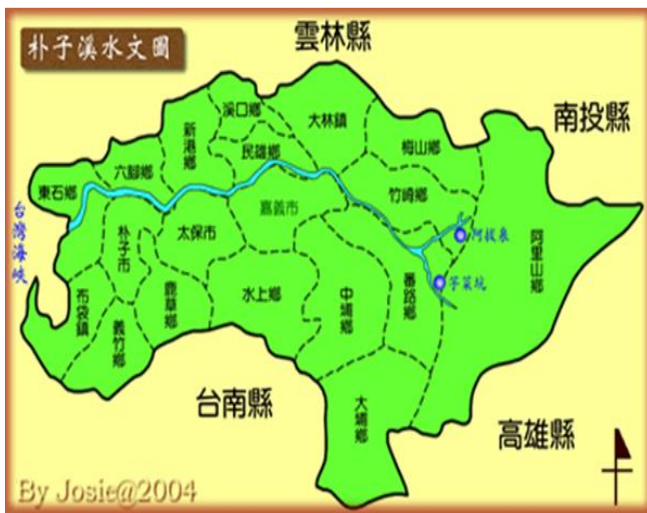 朴子溪水文圖
雲林縣
南投縣
溪口鄉
大林鎮
新港鄉
民雄鄉
梅山鄉
六腳鄉
東石鄉
竹崎鄉
嘉義市
台灣海峽
朴子市
太保市
阿拔泉
阿里山鄉
布袋鎮
義竹鄉
鹿草鄉
水上鄉
中埔鄉
番路鄉
芋菜坑
台南縣
大埔鄉
高雄縣
By Josie@2004